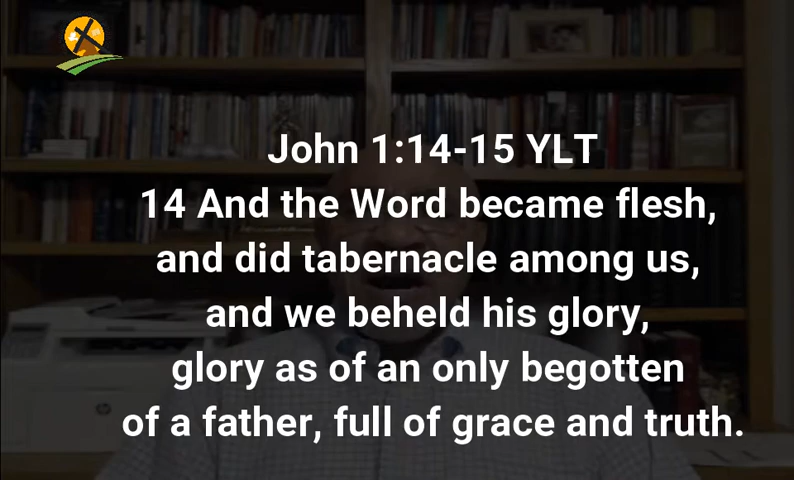 John 1:14-15 YLT
14 And the Word became flesh,
and did tabernacle among us,
and we beheld his glory,
glory as of an only begotten
of a father, full of grace and truth.